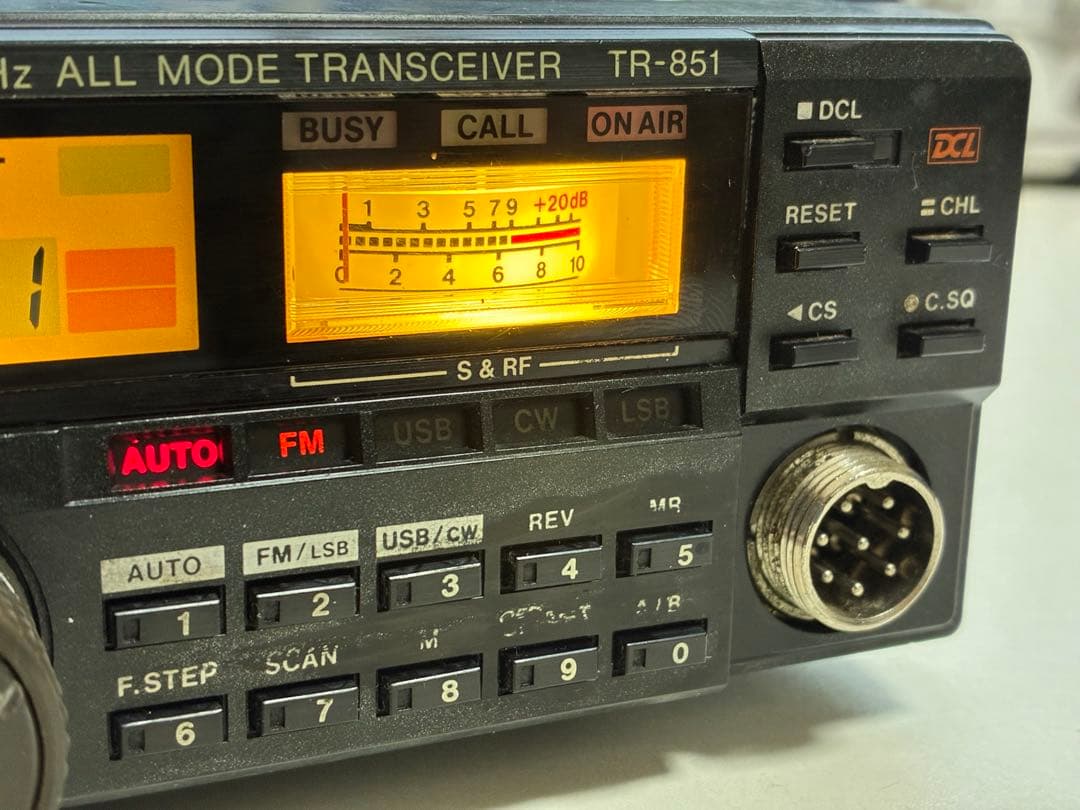 Hz ALL MODE TRANSCEIVER TR-851
BUSY CALL ON AIR
1 3 5 7 9 +20dB
0 2 4 6 8 10
1
S & RF
DCL
DCL
RESET
CHL
CS
C.SQ
AUTO FM USB CW LSB
AUTO FM/LSB USB/CW REV MR
1 2 3 4 5
F.STEP SCAN M A/B
6 7 8 9 0